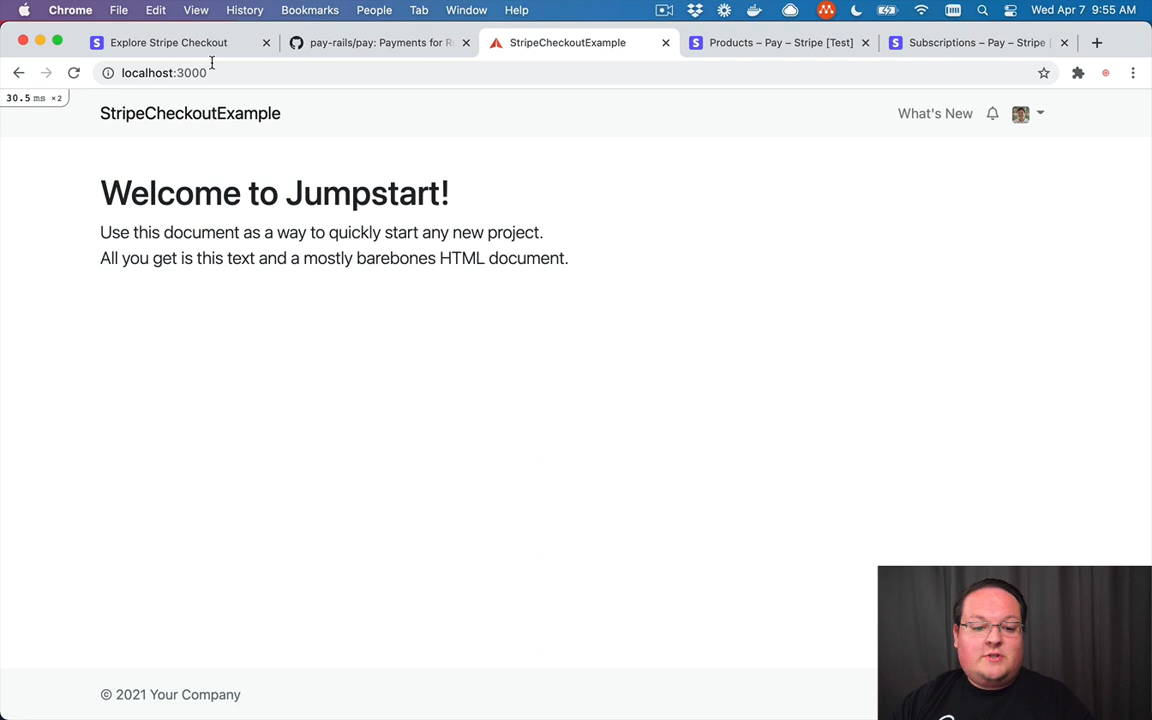 Chrome File Edit View History Bookmarks People Tab Window Help Wed Apr 7 9:55 AM
Explore Stripe Checkout pay-rails/pay: Payments for R StripeCheckoutExample Products – Pay – Stripe [Test] Subscriptions – Pay – Stripe [
localhost:3000
30.5 ms ×2
StripeCheckoutExample What's New
Welcome to Jumpstart!
Use this document as a way to quickly start any new project.
All you get is this text and a mostly barebones HTML document.
© 2021 Your Company